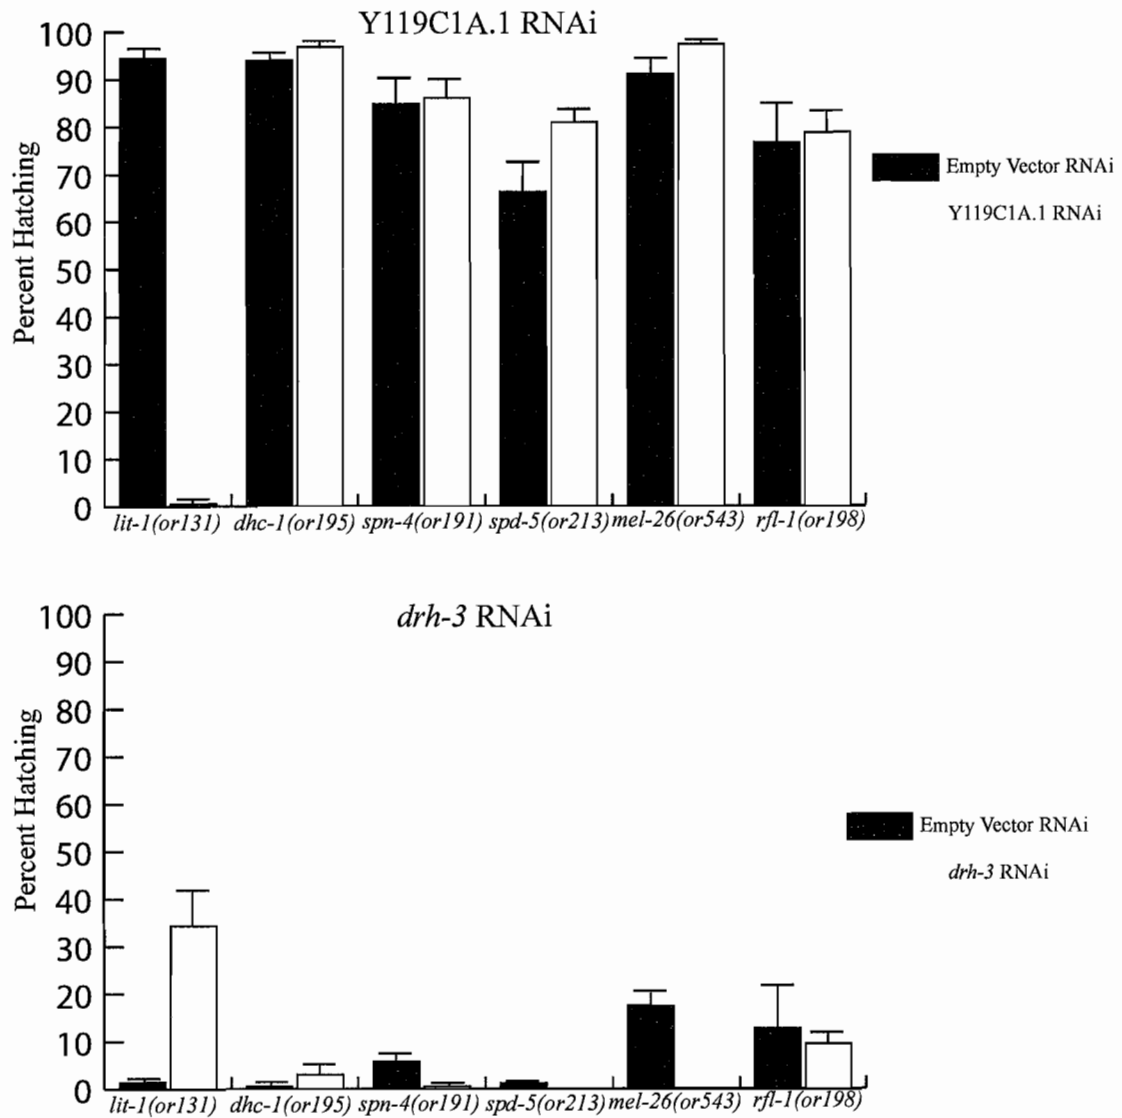 Y119C1A.1 RNAi
Percent Hatching
100
90
80
70
60
50
40
30
20
10
0
lit-1(or131) dhc-1(or195) spn-4(or191) spd-5(or213) mel-26(or543) rfl-1(or198)
Empty Vector RNAi
Y119C1A.1 RNAi
drh-3 RNAi
Percent Hatching
100
90
80
70
60
50
40
30
20
10
0
lit-1(or131) dhc-1(or195) spn-4(or191) spd-5(or213) mel-26(or543) rfl-1(or198)
Empty Vector RNAi
drh-3 RNAi